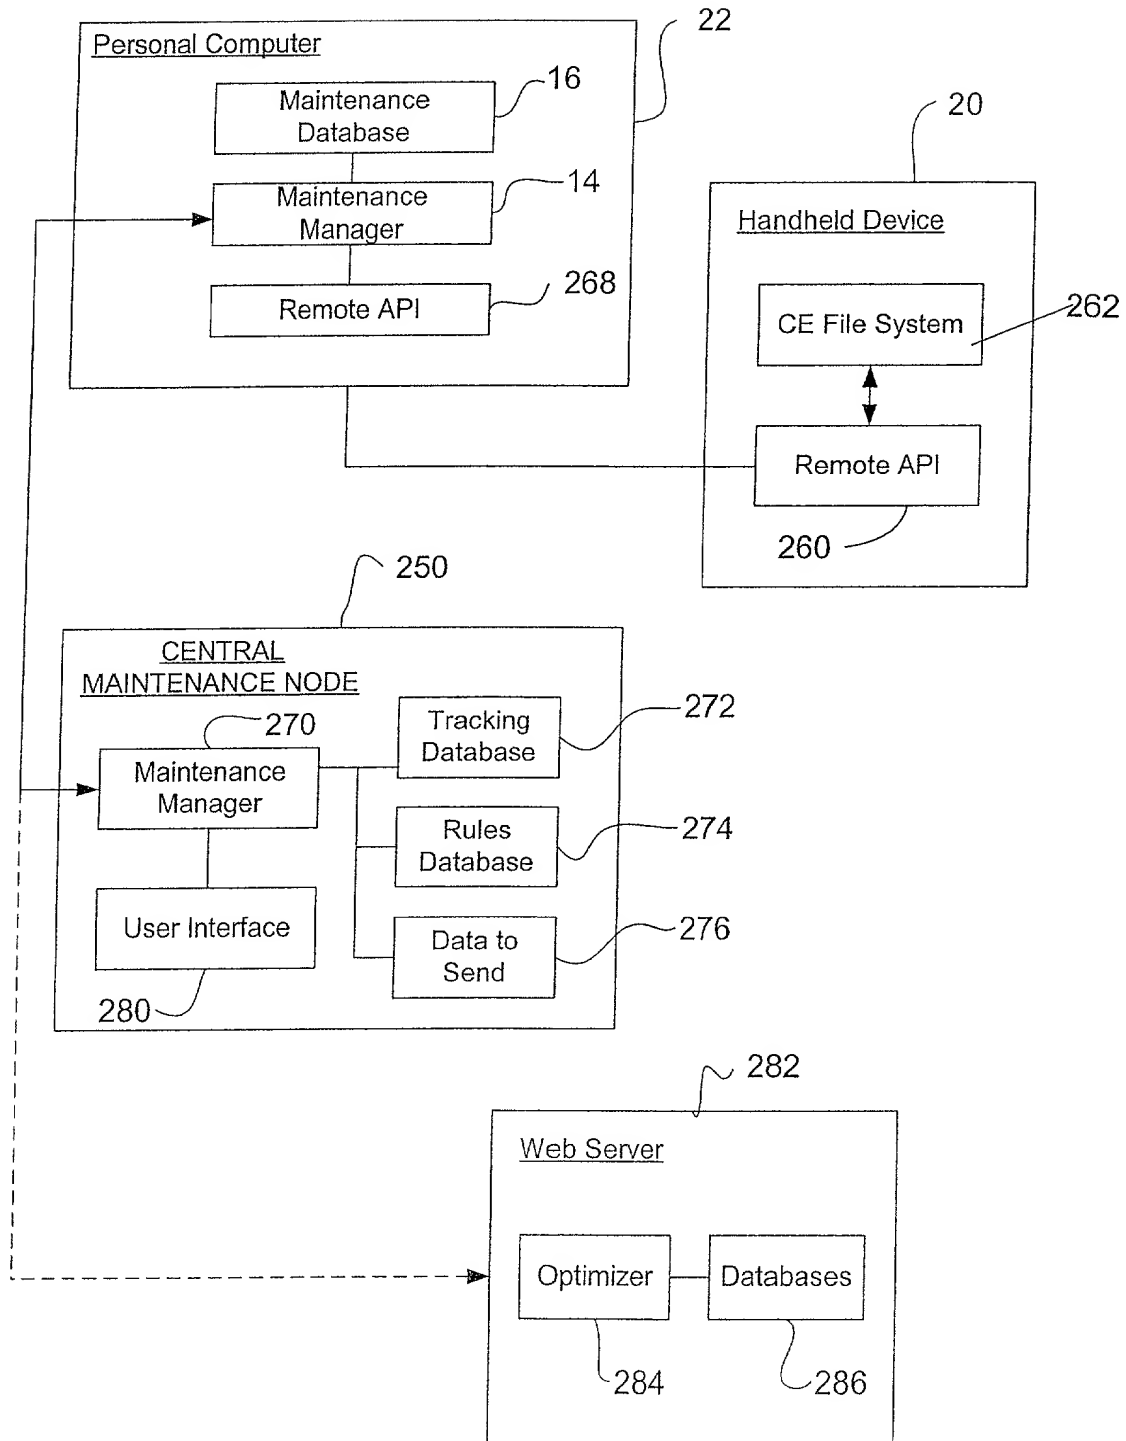 22
Personal Computer
16
Maintenance
Database
14
Maintenance
Manager
268
Remote API
20
Handheld Device
CE File System
262
Remote API
260
250
CENTRAL
MAINTENANCE NODE
270
Maintenance
Manager
Tracking
Database
272
Rules
Database
274
User Interface
280
Data to
Send
276
282
Web Server
Optimizer
Databases
284
286